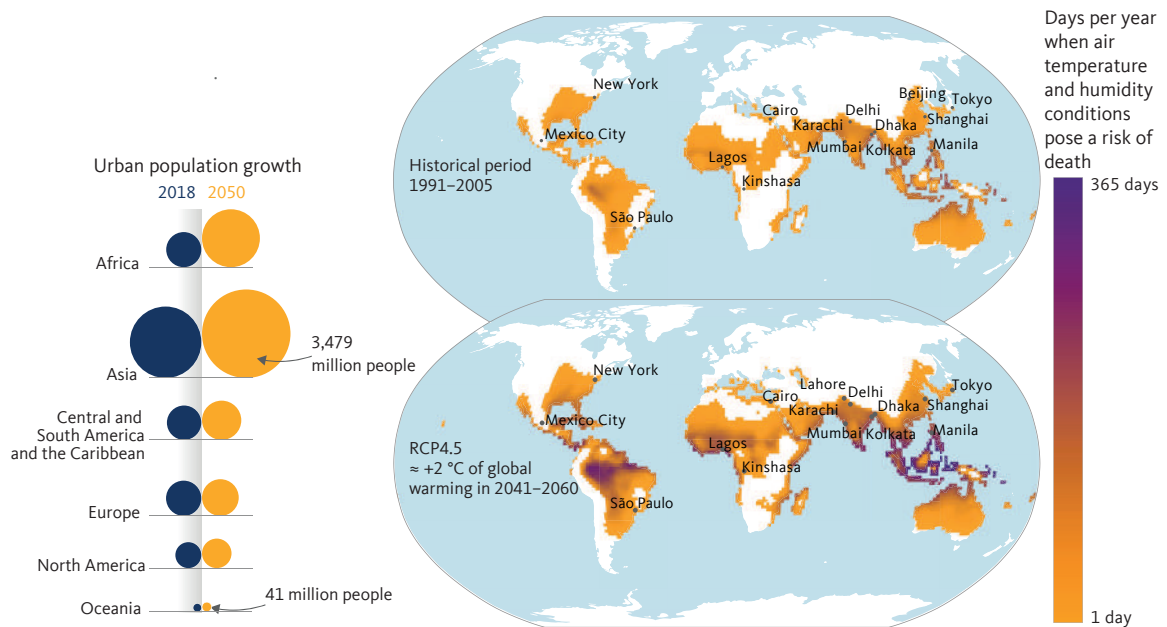 Urban population growth
2018
2050
Africa
Asia
3,479
million people
Central and
South America
and the Caribbean
Europe
North America
Oceania
41 million people
Historical period
1991–2005
New York
Mexico City
São Paulo
Cairo
Lagos
Kinshasa
Karachi
Delhi
Mumbai
Kolkata
Dhaka
Beijing
Tokyo
Shanghai
Manila
RCP4.5
≈ +2 °C of global
warming in 2041–2060
New York
Mexico City
São Paulo
Cairo
Lagos
Kinshasa
Lahore
Karachi
Delhi
Mumbai
Kolkata
Dhaka
Tokyo
Shanghai
Manila
Days per year
when air
temperature
and humidity
conditions
pose a risk of
death
365 days
1 day